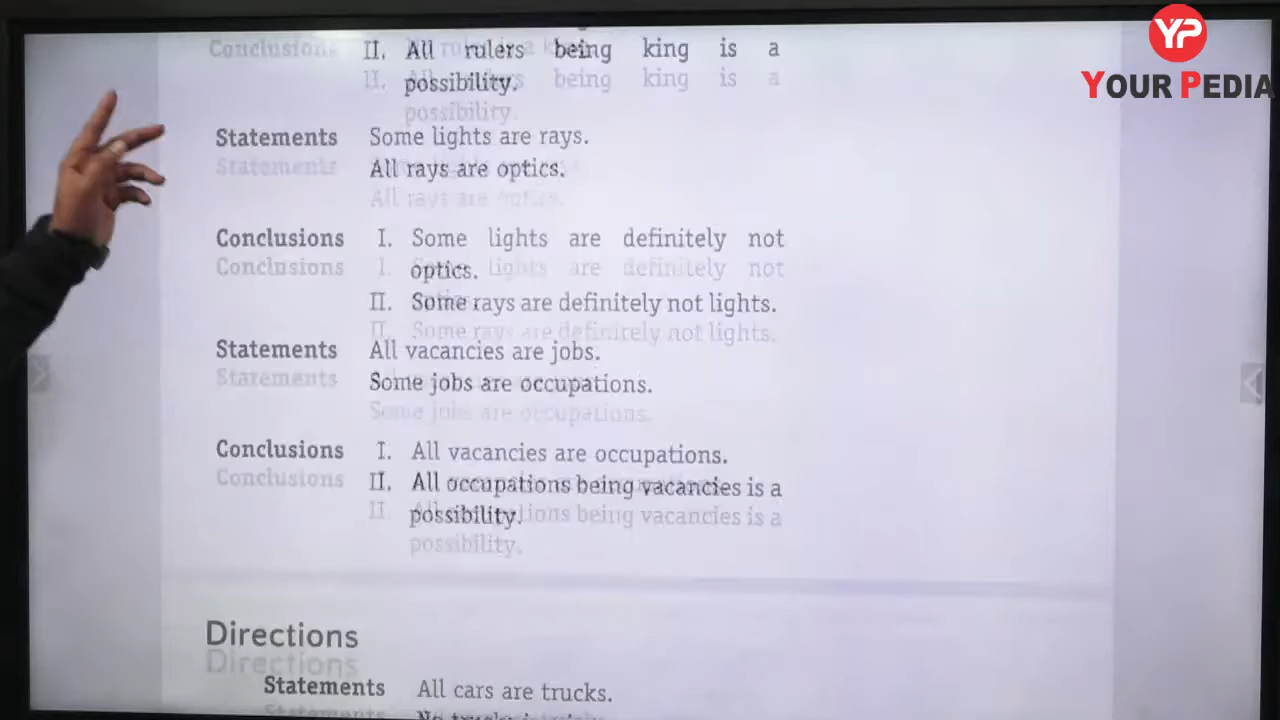 YP
YOUR PEDIA
Conclusions II. All rulers being king is a
possibility.
Statements Some lights are rays.
All rays are optics.
Conclusions I. Some lights are definitely not
optics.
II. Some rays are definitely not lights.
Statements All vacancies are jobs.
Some jobs are occupations.
Conclusions I. All vacancies are occupations.
II. All occupations being vacancies is a
possibility.
Directions
Statements All cars are trucks.